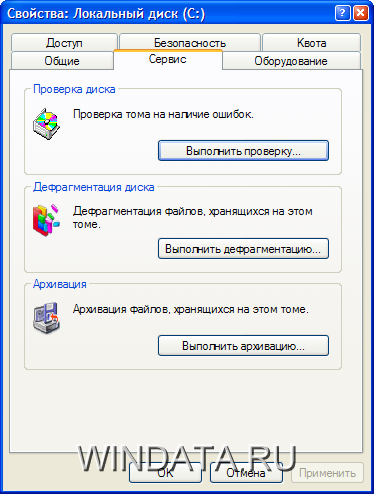 Свойства: Локальный диск (C:)
Доступ Безопасность Квота
Общие Сервис Оборудование
Проверка диска
Проверка тома на наличие ошибок.
Выполнить проверку...
Дефрагментация диска
Дефрагментация файлов, хранящихся на этом
томе.
Выполнить дефрагментацию...
Архивация
Архивация файлов, хранящихся на этом томе.
Выполнить архивацию...
WINDATA.RU
OK Отмена Применить